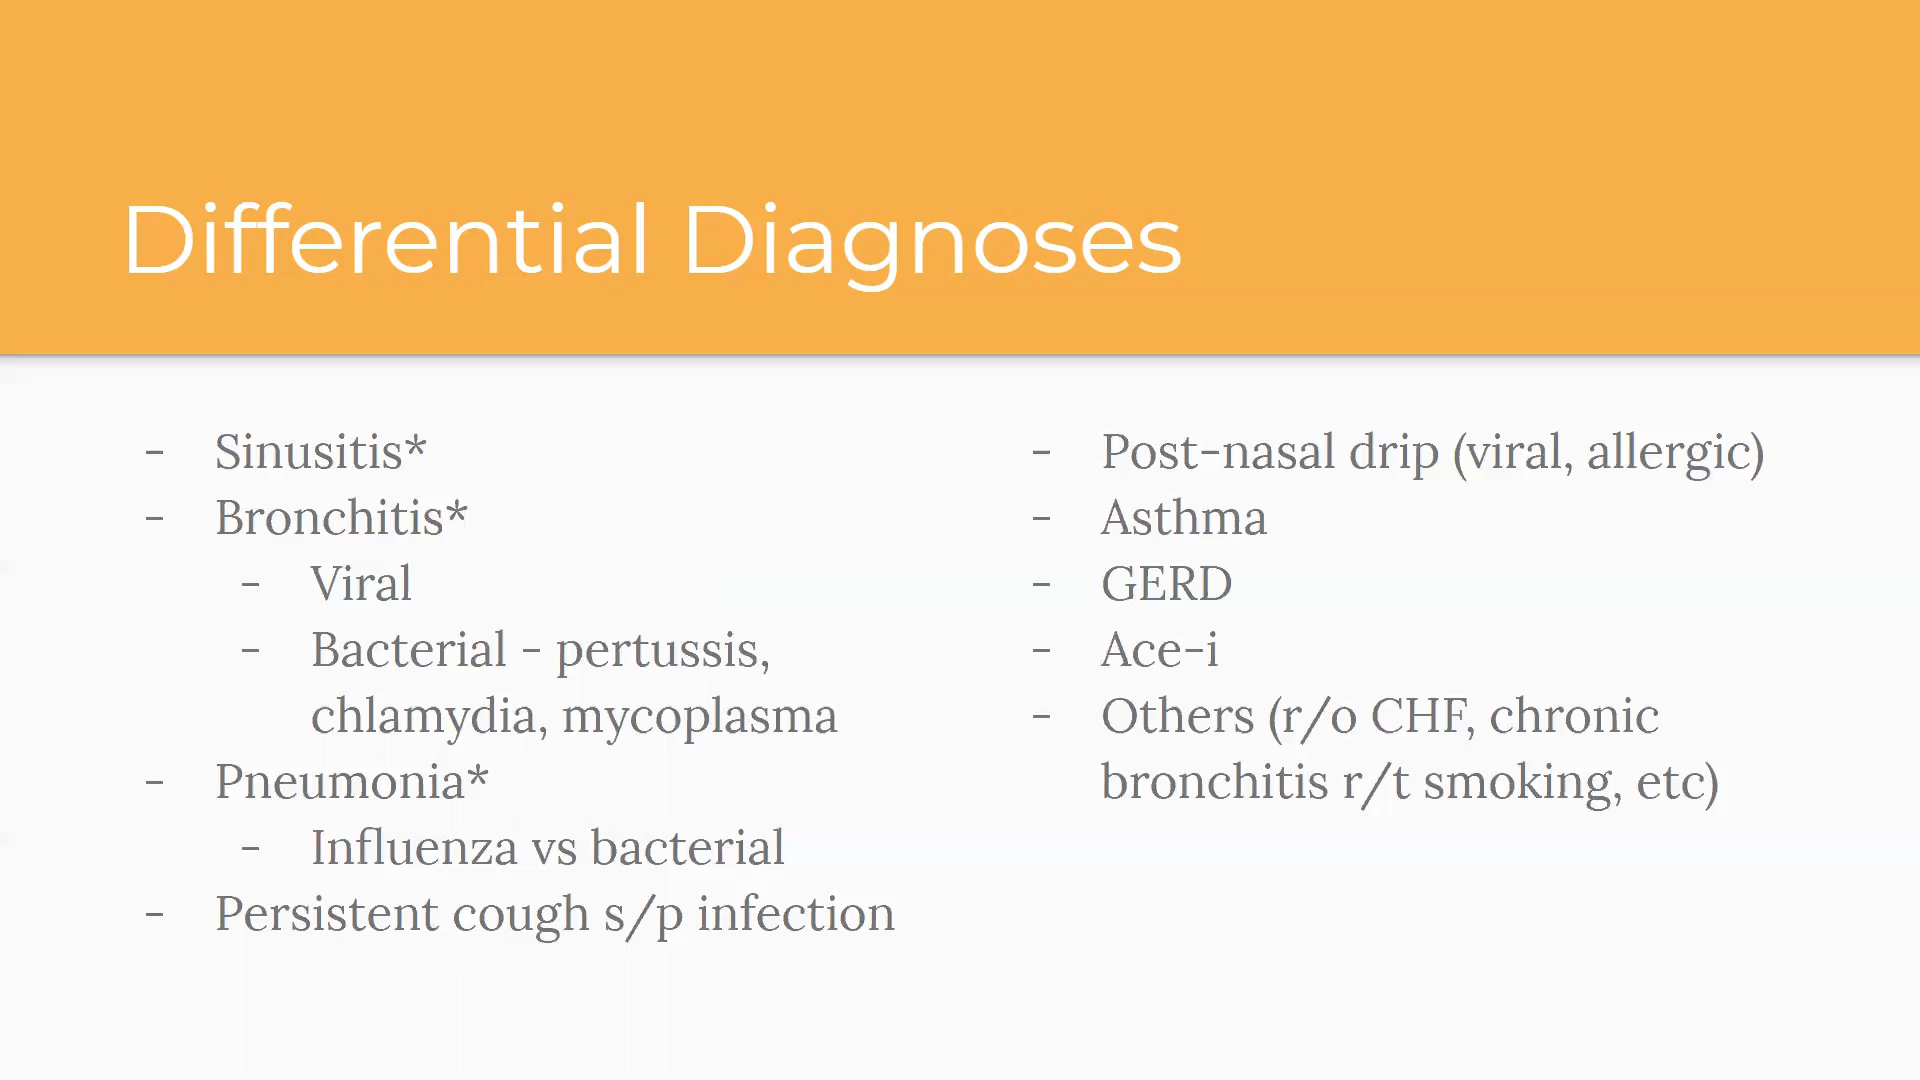 Differential Diagnoses
- Sinusitis*
- Bronchitis*
- Viral
- Bacterial - pertussis,
chlamydia, mycoplasma
- Pneumonia*
- Influenza vs bacterial
- Persistent cough s/p infection
- Post-nasal drip (viral, allergic)
- Asthma
- GERD
- Ace-i
- Others (r/o CHF, chronic
bronchitis r/t smoking, etc)